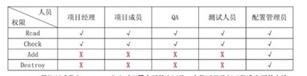 人员
权限
项目经理 项目成员 QA 测试人员 配置管理员
Read √ √ √ √ √
Check √ √ √ √ √
Add X X X X √
Destroy X X X X √